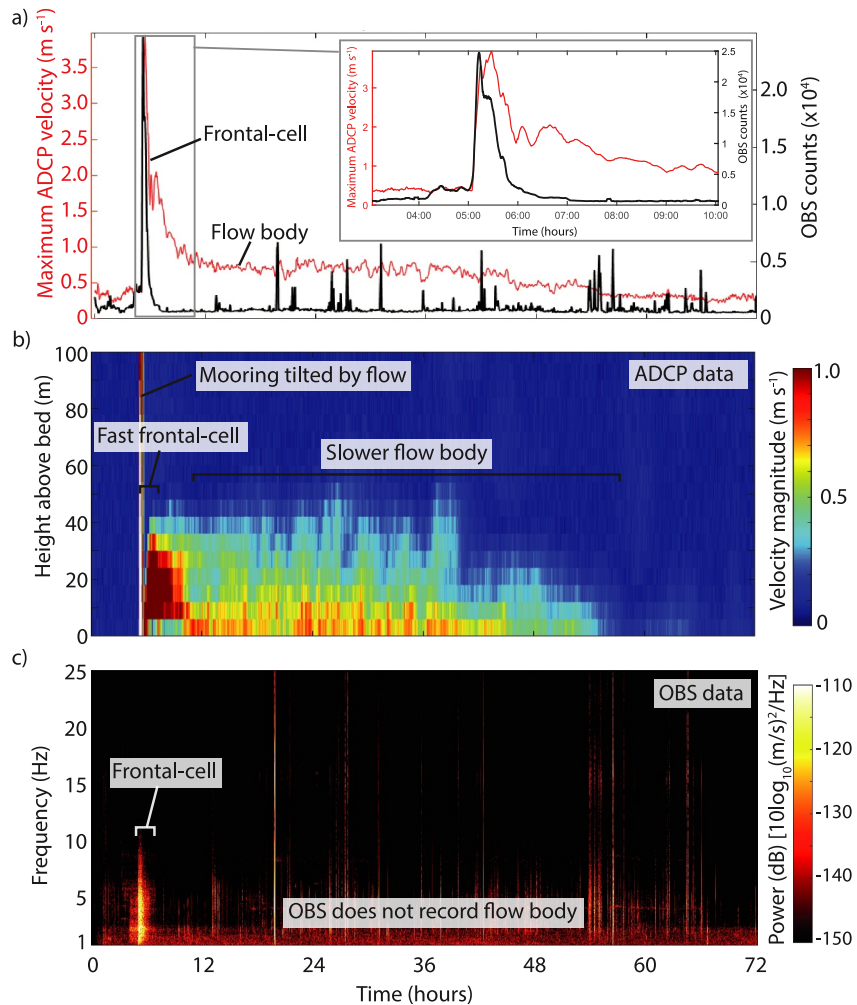 a)
Maximum ADCP velocity (m s⁻¹)
3.5
3.0
2.5
2.0
1.5
1.0
0.5
0
Frontal-cell
Flow body
Maximum ADCP velocity (m s⁻¹)
3
2
1
0
04:00 05:00 06:00 07:00 08:00 09:00 10:00
Time (hours)
2.5
2
1.5
1
0.5
0
OBS counts (x10⁴)
2.0
1.0
0.5
0
OBS counts (x10⁴)
b)
Height above bed (m)
100
80
60
40
20
0
Mooring tilted by flow
ADCP data
Fast frontal-cell
Slower flow body
1.0
0.5
0
Velocity magnitude (m s⁻¹)
c)
Frequency (Hz)
25
20
15
10
5
1
OBS data
Frontal-cell
OBS does not record flow body
0 12 24 36 48 60 72
Time (hours)
-110
-120
-130
-140
-150
Power (dB) [10log₁₀(m/s)²/Hz]